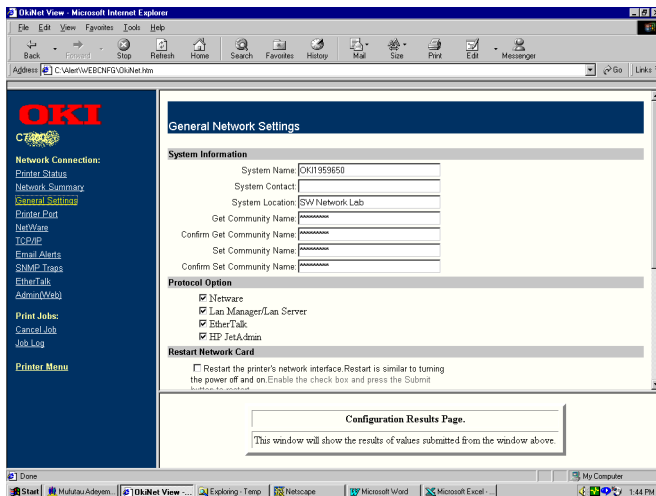 OkiNet View - Microsoft Internet Explorer
File Edit View Favorites Tools Help
Back Forward Stop Refresh Home Search Favorites History Mail Size Print Edit Messenger
Address C:\Alert\WEBCNFG\OkiNet.htm Go Links
OKI
General Network Settings
Network Connection:
Printer Status
Network Summary
General Settings
Printer Port
NetWare
TCP/IP
Email Alerts
SNMP Traps
EtherTalk
Admin(Web)
Print Jobs:
Cancel Job
Job Log
Printer Menu
System Information
System Name: OKI1959650
System Contact:
System Location: SW Network Lab
Get Community Name: *********
Confirm Get Community Name: *********
Set Community Name: *********
Confirm Set Community Name: *********
Protocol Option
Netware
Lan Manager/Lan Server
EtherTalk
HP JetAdmin
Restart Network Card
Restart the printer's network interface.Restart is similar to turning
the power off and on.Enable the check box and press the Submit
button to restart
Configuration Results Page.
This window will show the results of values submitted from the window above.
Done My Computer
Start Mulutau Adeyem... OkiNet View -... Exploring - Temp Netscape Microsoft Word Microsoft Excel -... 1:44 PM